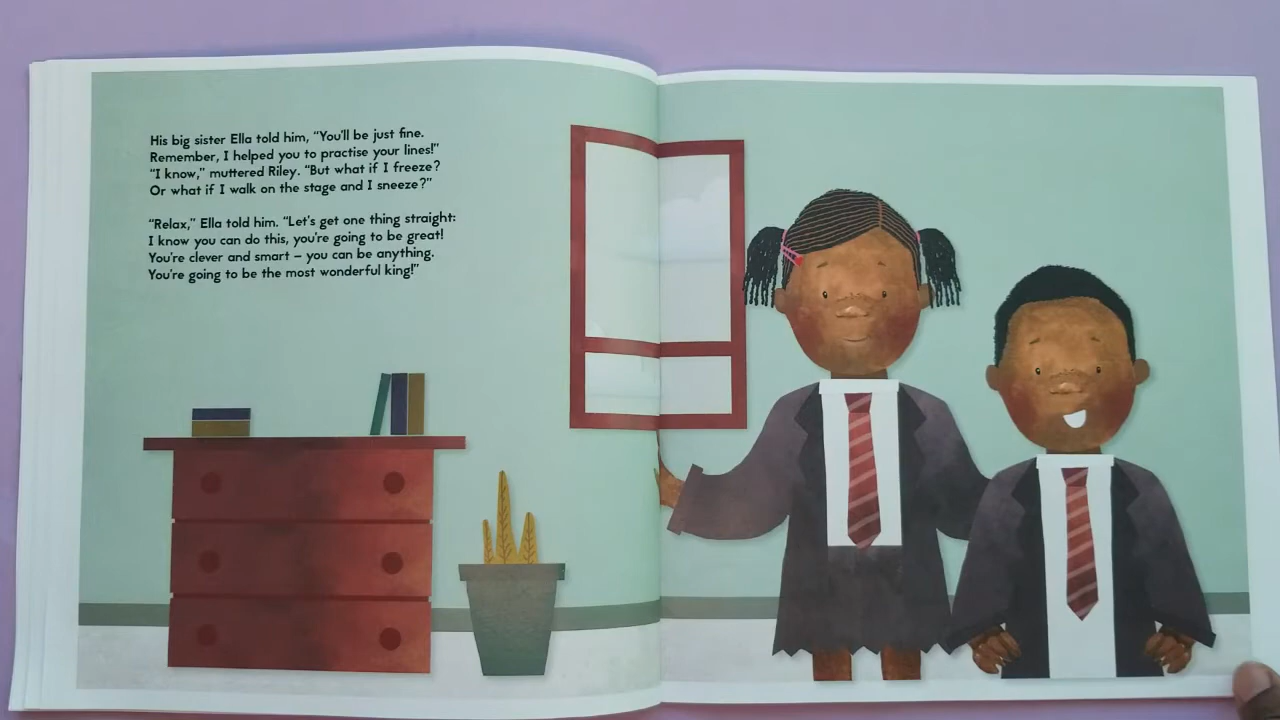 His big sister Ella told him, “You’ll be just fine.
Remember, I helped you to practise your lines!”
“I know,” muttered Riley. “But what if I freeze?
Or what if I walk on the stage and I sneeze?”
“Relax,” Ella told him. “Let’s get one thing straight:
I know you can do this, you’re going to be great!
You’re clever and smart – you can be anything.
You’re going to be the most wonderful king!”